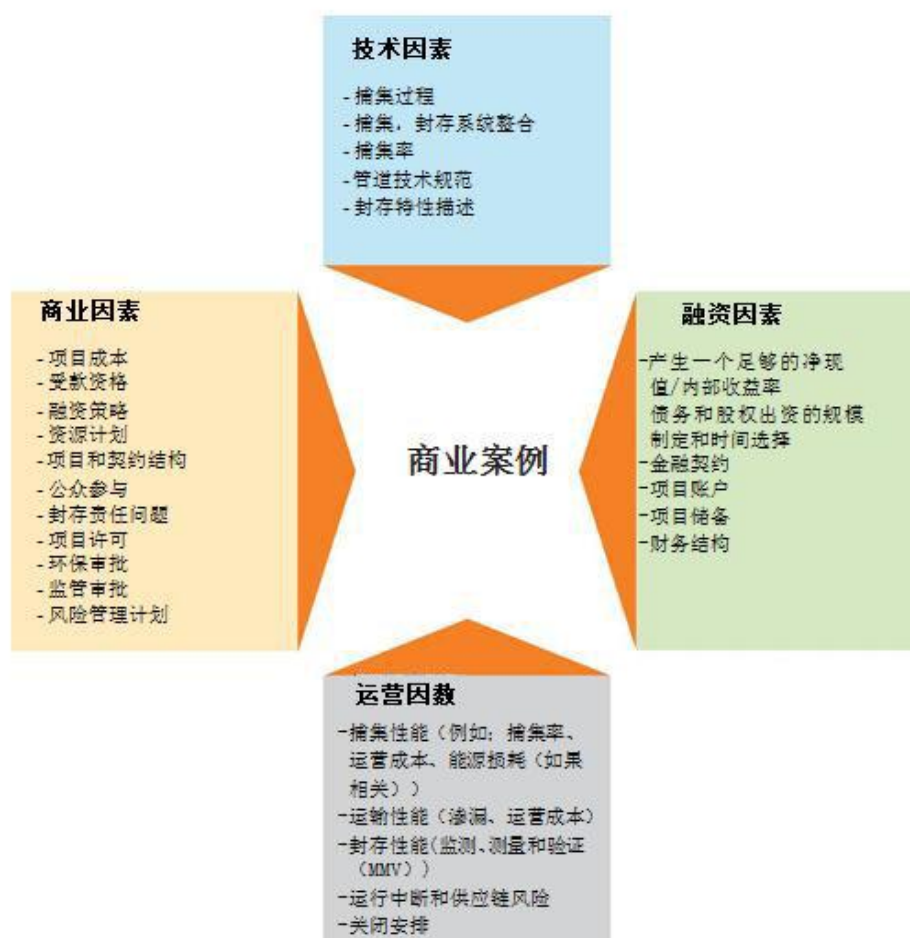 技术因素
-捕集过程
-捕集，封存系统整合
-捕集率
-管道技术规范
-封存特性描述
商业因素
-项目成本
-受款资格
-融资策略
-资源计划
-项目和契约结构
-公众参与
-封存责任问题
-项目许可
-环保审批
-监管审批
-风险管理计划
商业案例
融资因素
-产生一个足够的净现
值/内部收益率
债务和股权出资的规模
制定和时间选择
-金融契约
-项目账户
-项目储备
-财务结构
运营因数
-捕集性能（例如：捕集率、
运营成本、能源损耗（如果
相关））
-运输性能（渗漏、运营成本）
-封存性能(监测、测量和验证
（MMV））
-运行中断和供应链风险
-关闭安排